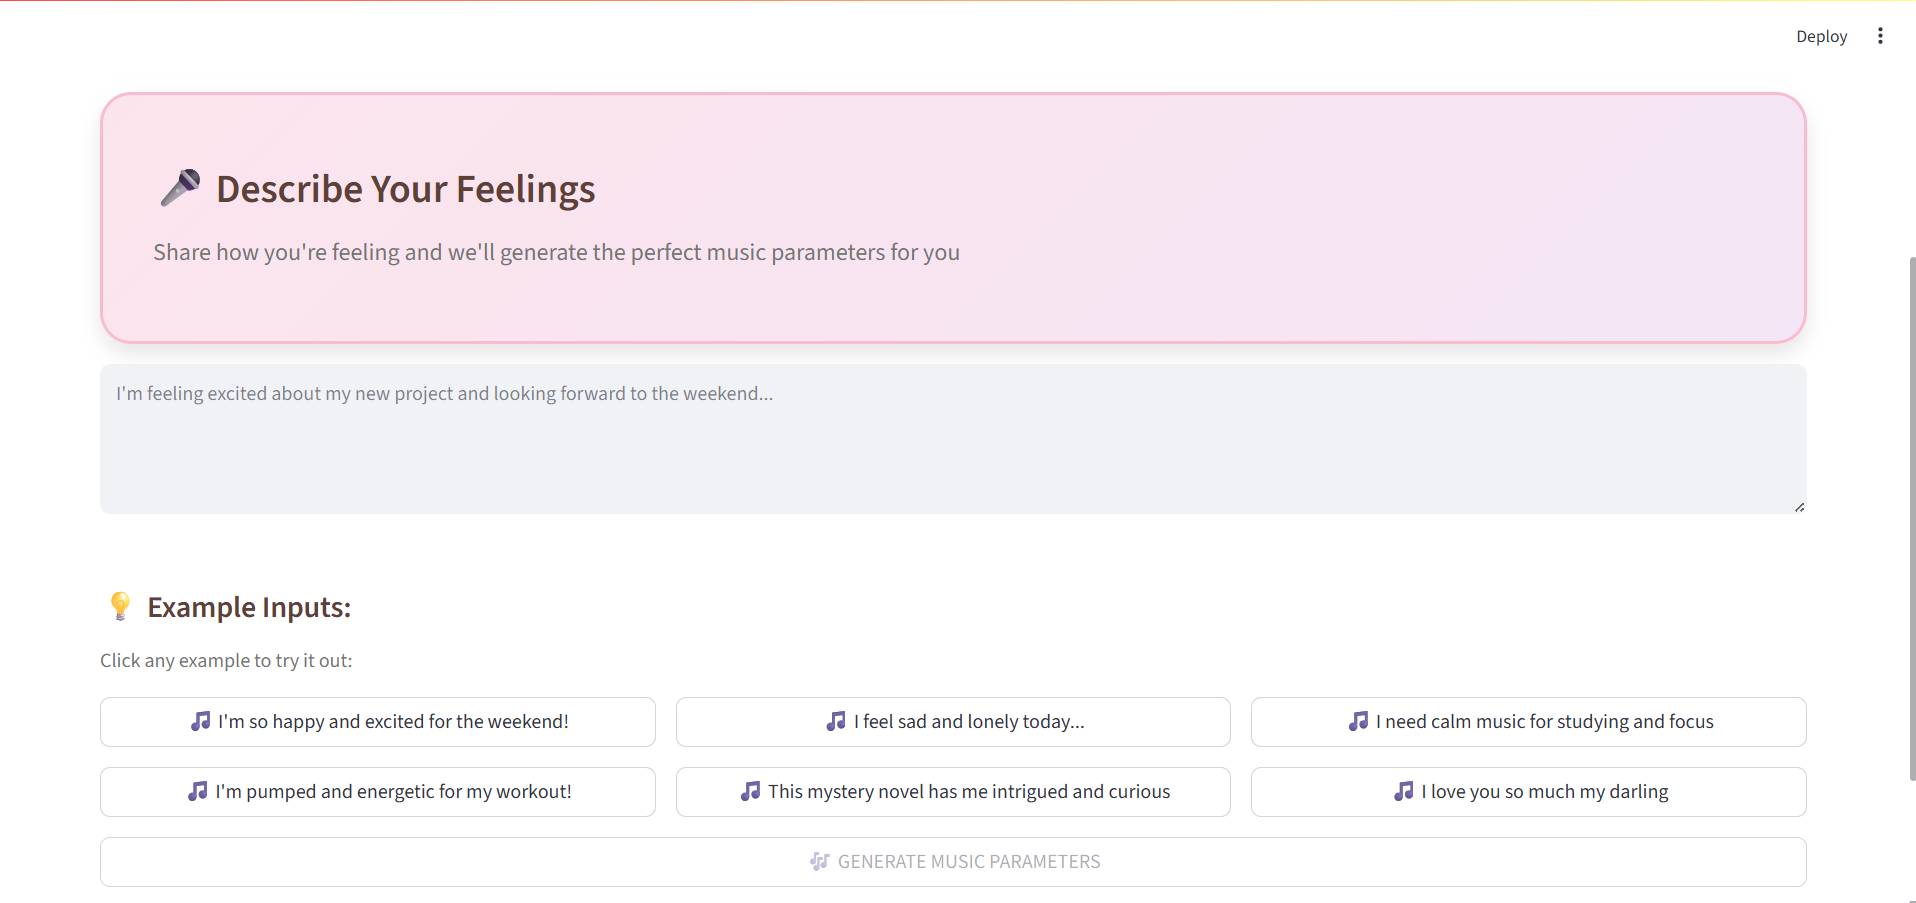 Deploy
🎤 Describe Your Feelings
Share how you're feeling and we'll generate the perfect music parameters for you
I'm feeling excited about my new project and looking forward to the weekend...
💡 Example Inputs:
Click any example to try it out:
🎵 I'm so happy and excited for the weekend!
🎵 I feel sad and lonely today...
🎵 I need calm music for studying and focus
🎵 I'm pumped and energetic for my workout!
🎵 This mystery novel has me intrigued and curious
🎵 I love you so much my darling
🎶 GENERATE MUSIC PARAMETERS